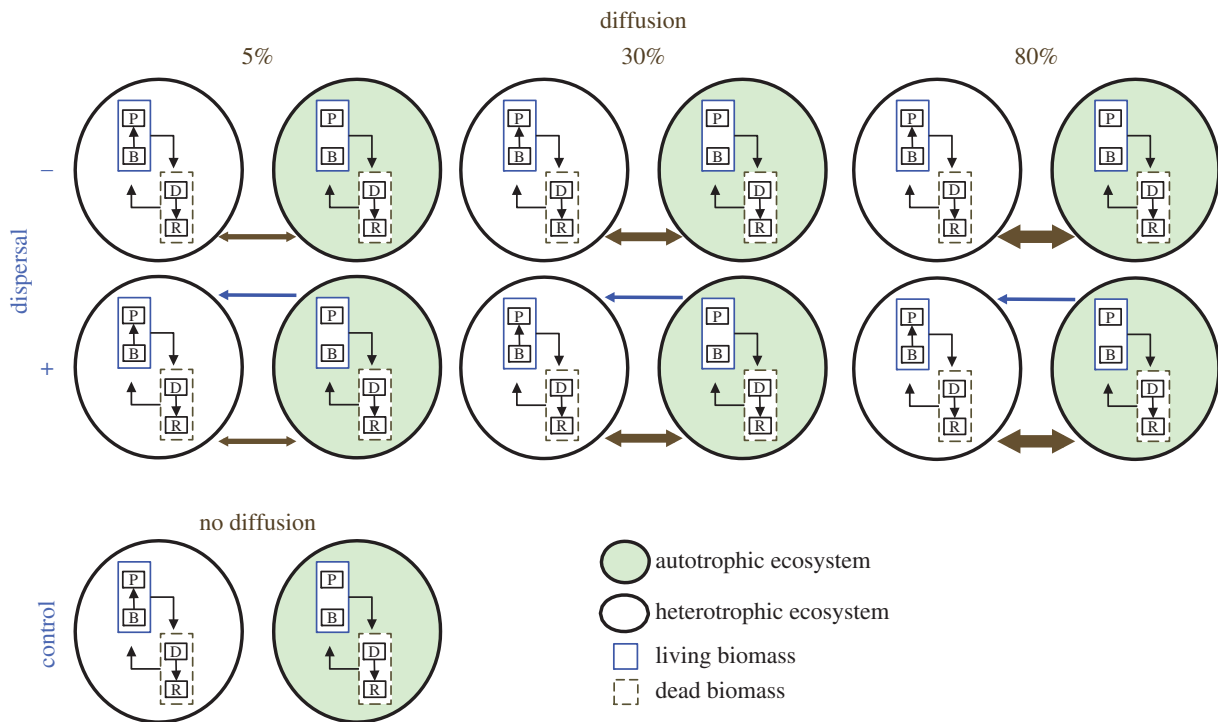 diffusion
5% 30% 80%
dispersal
−
P P P P P P
B B B B B B
D D D D D D
R R R R R R
+
P P P P P P
B B B B B B
D D D D D D
R R R R R R
no diffusion
control
P P
B B
D D
R R
autotrophic ecosystem
heterotrophic ecosystem
living biomass
dead biomass